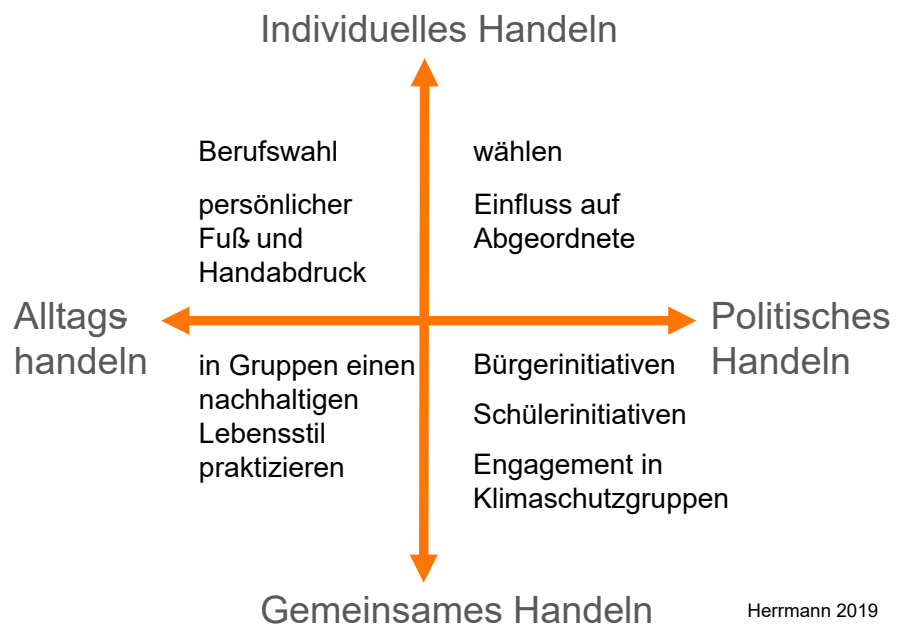 Individuelles Handeln
Berufswahl
persönlicher
Fuß- und
Handabdruck
wählen
Einfluss auf
Abgeordnete
Alltags-
handeln
Politisches
Handeln
in Gruppen einen
nachhaltigen
Lebensstil
praktizieren
Bürgerinitiativen
Schülerinitiativen
Engagement in
Klimaschutzgruppen
Gemeinsames Handeln
Herrmann 2019